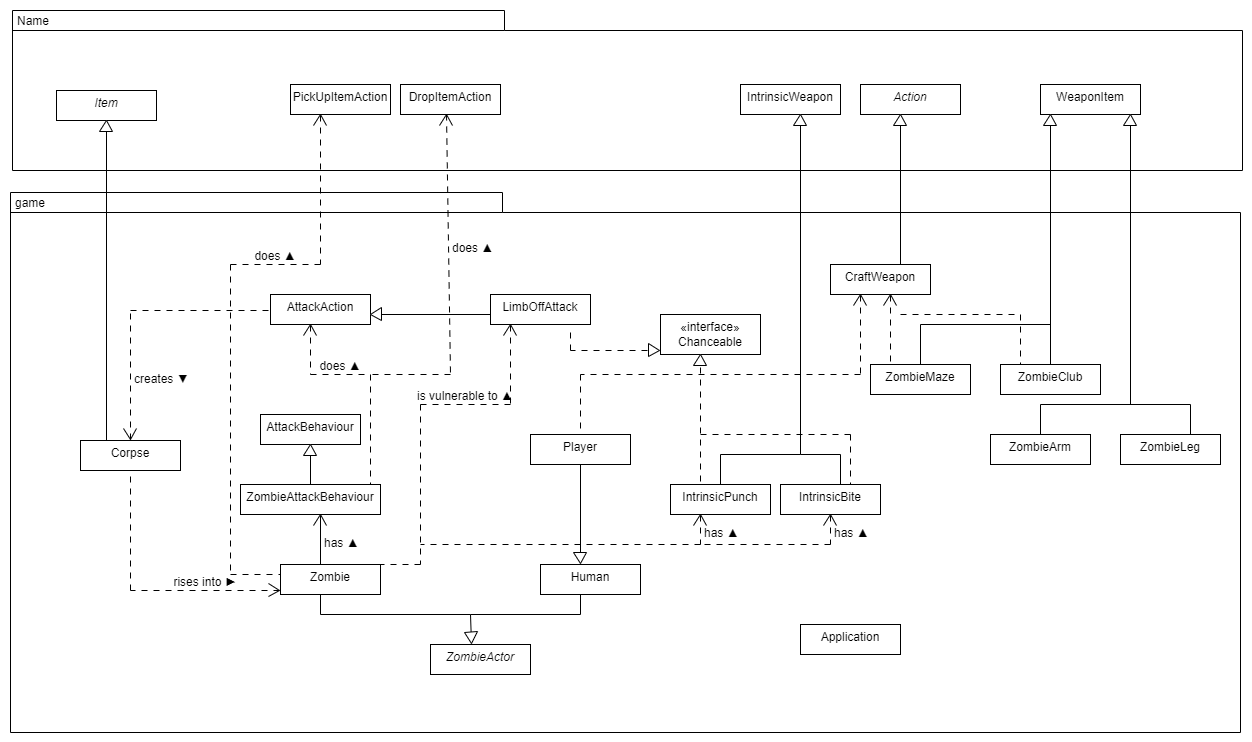 Name
Item
PickUpItemAction
DropItemAction
IntrinsicWeapon
Action
WeaponItem
game
does ▲
does ▲
CraftWeapon
AttackAction
LimbOffAttack
«interface»
Chanceable
does ▲
creates ▼
is vulnerable to ▲
ZombieMaze
ZombieClub
AttackBehaviour
Player
ZombieArm
ZombieLeg
Corpse
ZombieAttackBehaviour
IntrinsicPunch
IntrinsicBite
has ▲
has ▲
has ▲
rises into ►
Zombie
Human
Application
ZombieActor